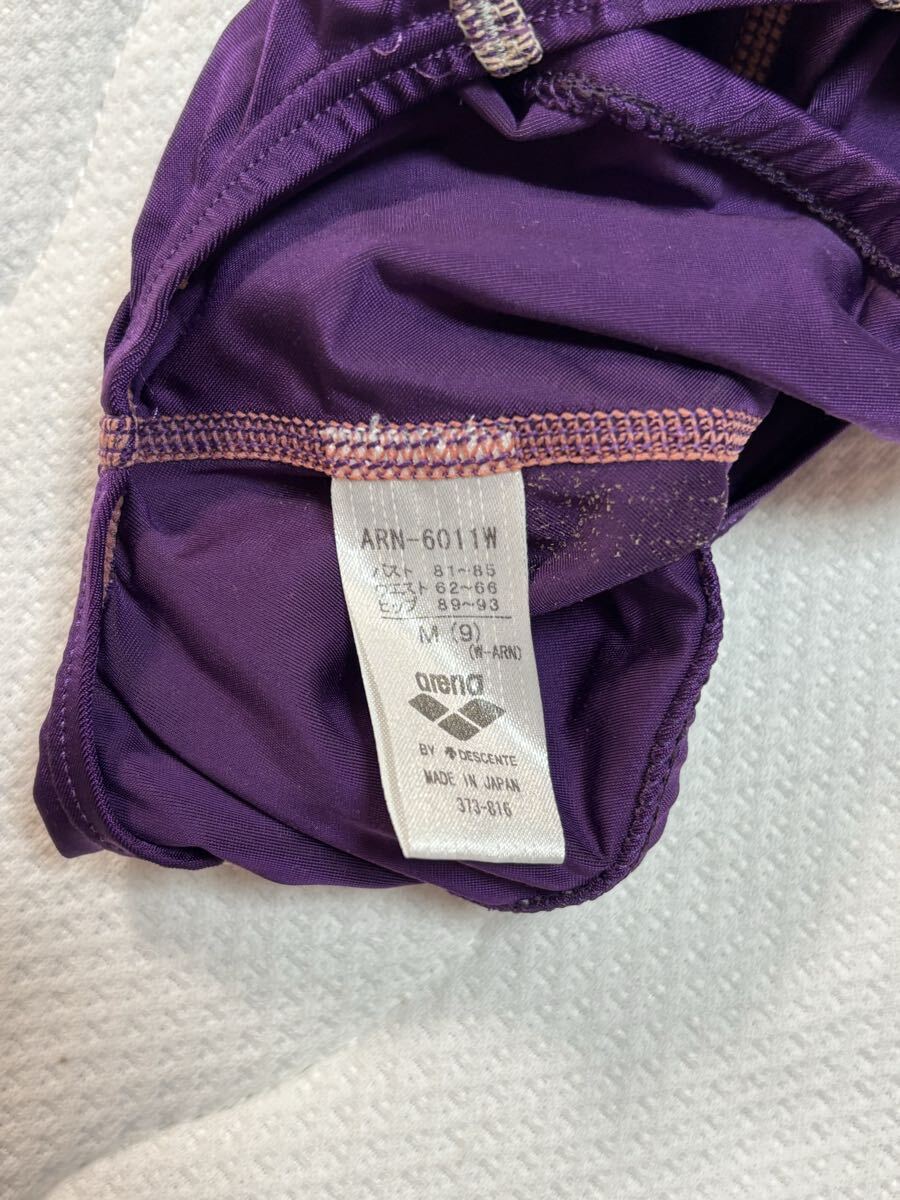 ARN-6011W
バスト 81~85
ウエスト 62~66
ヒップ 89~93
M (9)
(W-ARN)
arena
BY DESCENTE
MADE IN JAPAN
373-816